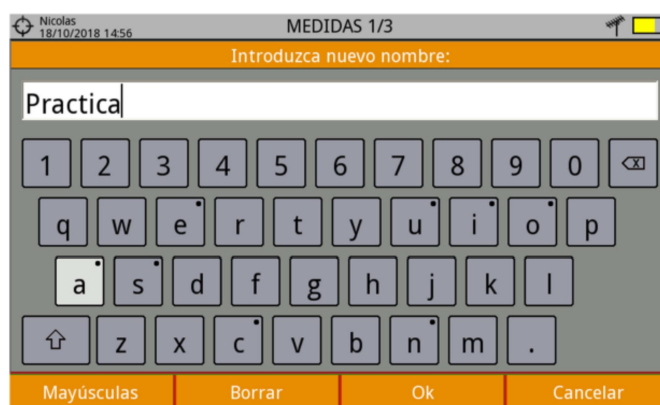 Nicolas
18/10/2018 14:56
MEDIDAS 1/3
Introduzca nuevo nombre:
Practica
1 2 3 4 5 6 7 8 9 0
q w e r t y u i o p
a s d f g h j k l
z x c v b n m .
Mayúsculas Borrar Ok Cancelar